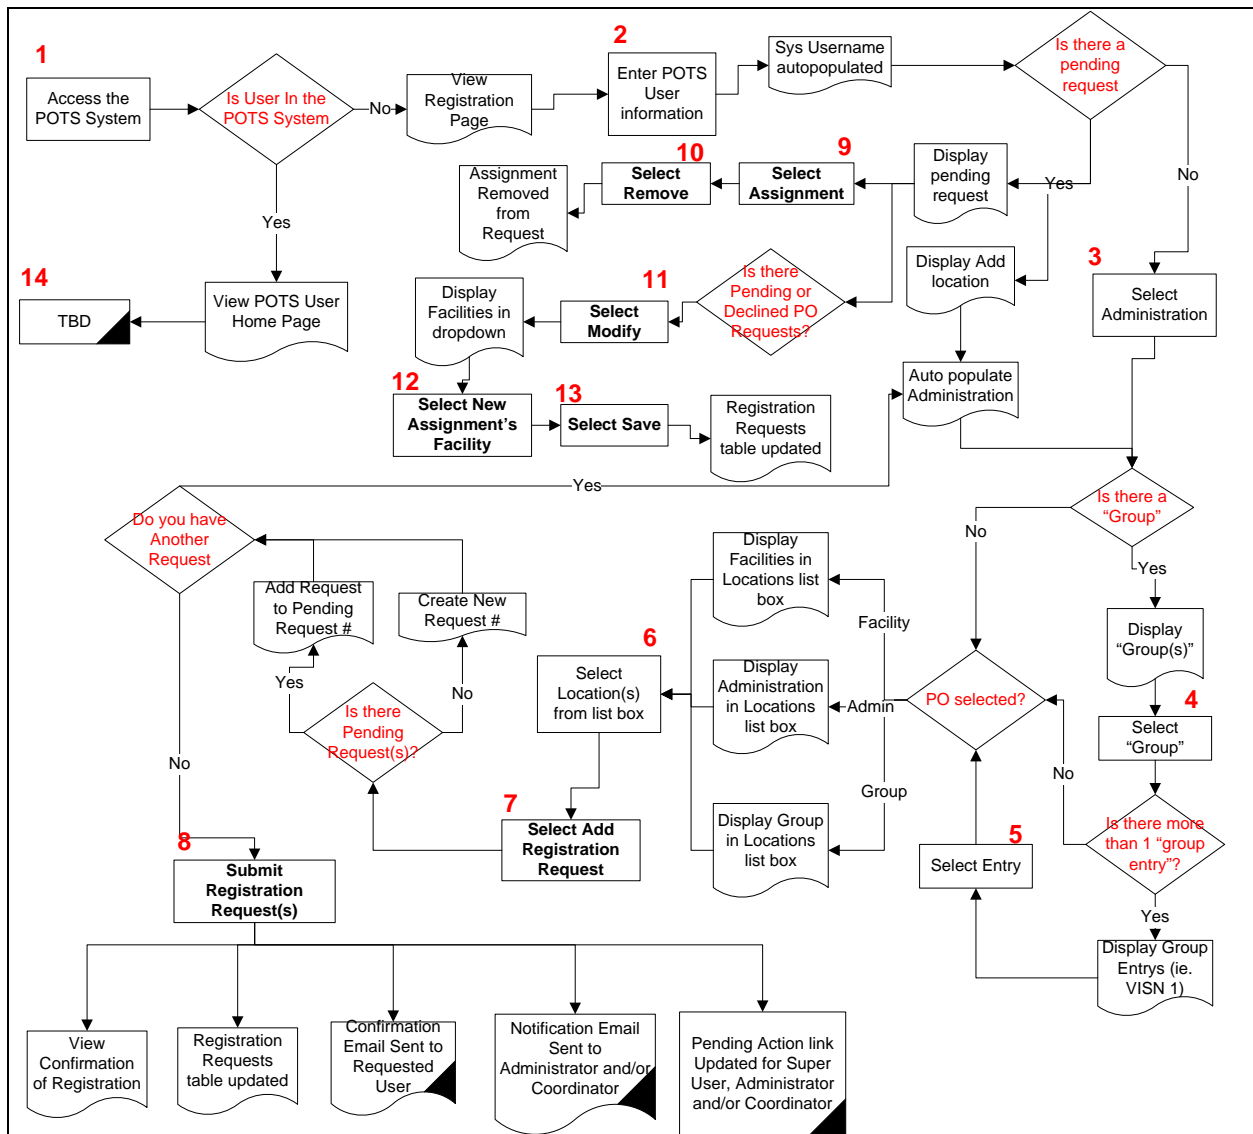 1
Access the
POTS System
Is User In the
POTS System
No
View
Registration
Page
2
Enter POTS
User
information
Sys Username
autopopulated
Is there a
pending
request
No
Yes
Display
pending
request
9
Select
Assignment
10
Select
Remove
Assignment
Removed
from
Request
Yes
View POTS User
Home Page
14
TBD
Display Add
location
3
Select
Administration
Is there
Pending or
Declined PO
Requests?
11
Select
Modify
Display
Facilities in
dropdown
12
Select New
Assignment's
Facility
13
Select Save
Registration
Requests
table updated
Auto populate
Administration
Yes
Do you have
Another
Request
Is there a
“Group”
No
Yes
Display
“Group(s)”
4
Select
“Group”
Is there more
than 1 “group
entry”?
No
Yes
Display Group
Entrys (ie.
VISN 1)
5
Select Entry
PO selected?
Facility
Admin
Group
Display
Facilities in
Locations list
box
Display
Administration
in Locations
list box
Display Group
in Locations
list box
6
Select
Location(s)
from list box
7
Select Add
Registration
Request
Is there
Pending
Request(s)?
Yes
No
Add Request
to Pending
Request #
Create New
Request #
No
8
Submit
Registration
Request(s)
View
Confirmation
of Registration
Registration
Requests
table updated
Confirmation
Email Sent to
Requested
User
Notification Email
Sent to
Administrator and/or
Coordinator
Pending Action link
Updated for Super
User, Administrator
and/or Coordinator